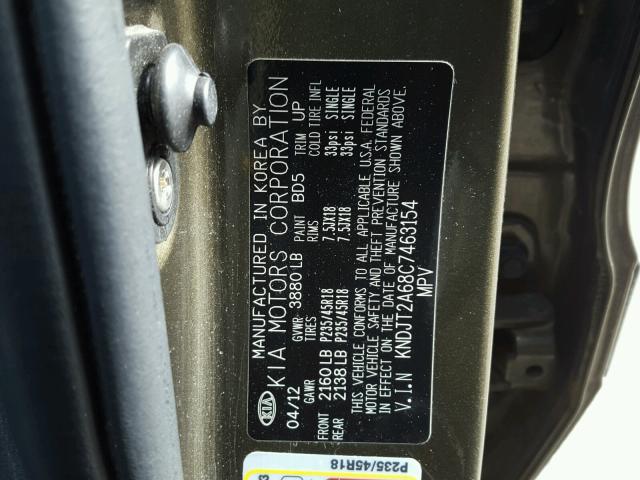 MANUFACTURED IN KOREA BY
KIA KIA MOTORS CORPORATION
04/12 GVWR 3880 LB PAINT BD5 TRIM UP
GAWR TIRES RIMS COLD TIRE INFL
FRONT 2160 LB P235/45R18 7.5JX18 33psi SINGLE
REAR 2138 LB P235/45R18 7.5JX18 33psi SINGLE
THIS VEHICLE CONFORMS TO ALL APPLICABLE U.S.A. FEDERAL
MOTOR VEHICLE SAFETY AND THEFT PREVENTION STANDARDS
IN EFFECT ON THE DATE OF MANUFACTURE SHOWN ABOVE.
V.I.N KNDJT2A68C7463154
MPV
P235/45R18